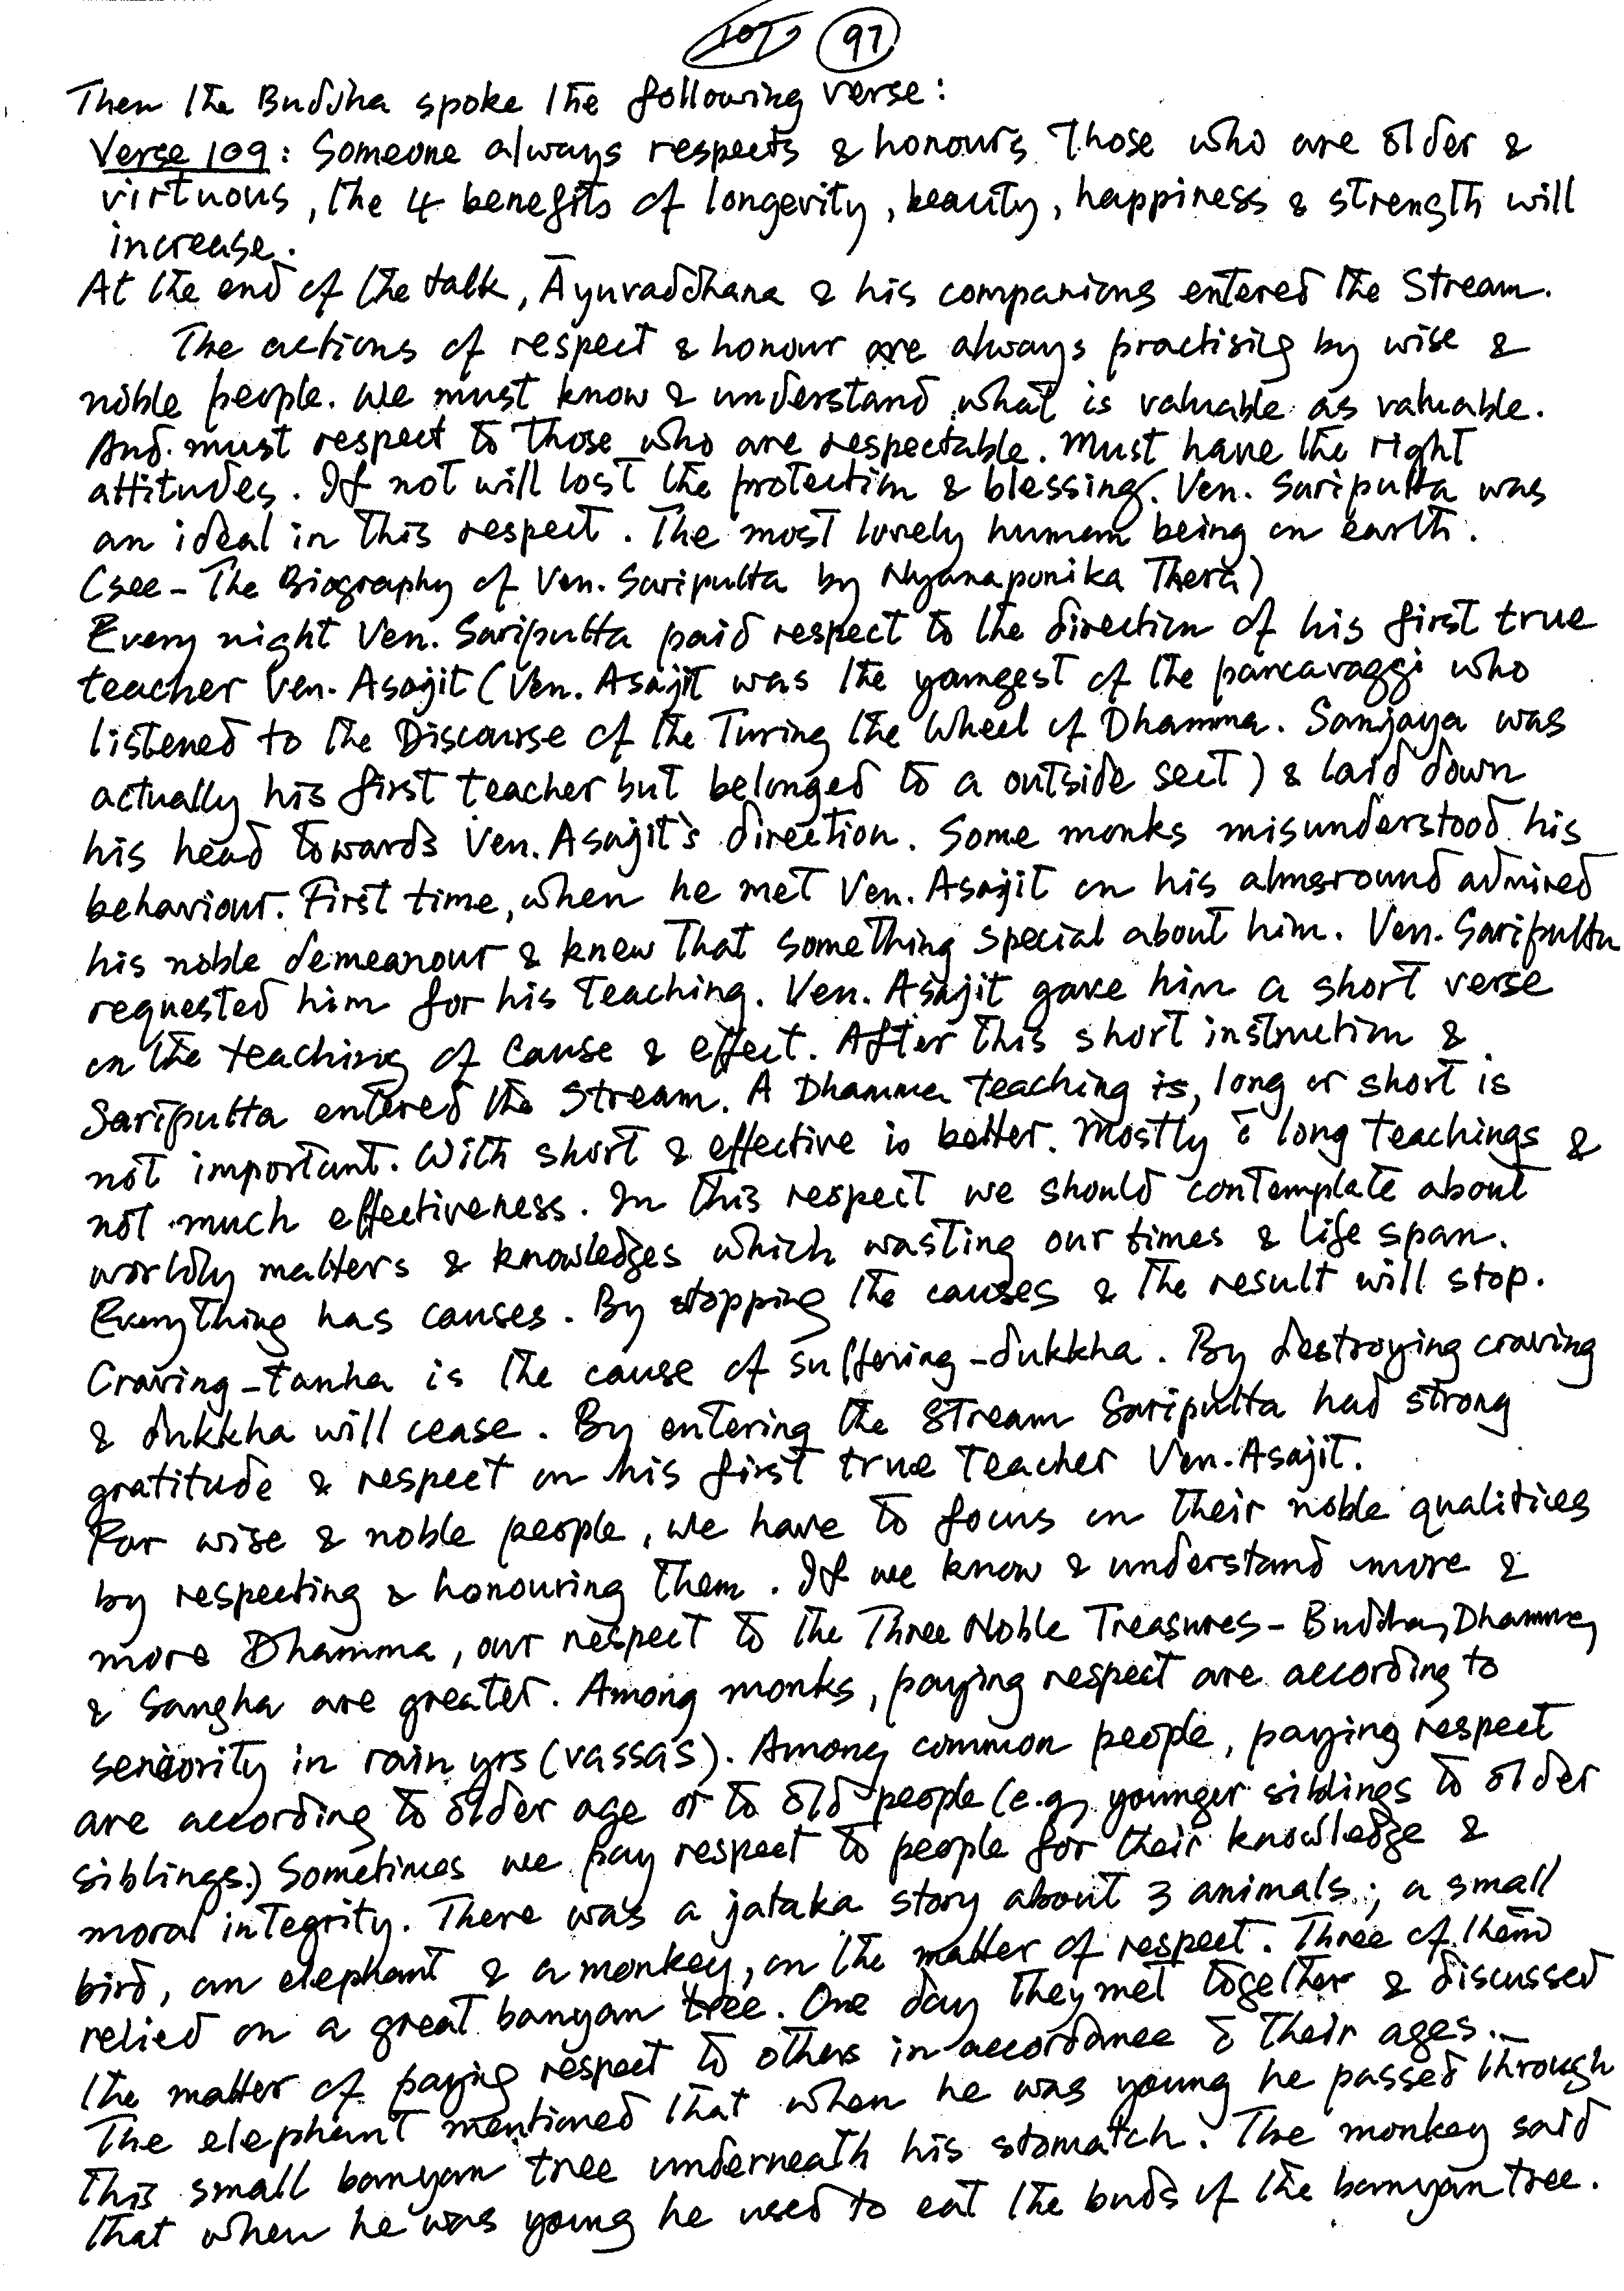 97
Then the Buddha spoke the following verse:
Verse 109: Someone always respects & honours those who are older &
virtuous, the 4 benefits of longevity, beauty, happiness & strength will
increase.
At the end of the talk, Āyuvaddhana & his companions entered the Stream.
The actions of respect & honour are always practising by wise &
noble people. We must know & understand what is valuable as valuable.
And must respect to those who are respectable. Must have the right
attitudes. If not will lost the protection & blessing. Ven. Sariputta was
an ideal in this respect. The most lovely human being on earth.
(see - The Biography of Ven. Sariputta by Nyanaponika Thera)
Every night Ven. Sariputta paid respect to the direction of his first true
teacher Ven. Asajit (Ven. Asajit was the youngest of the pancavaggi who
listened to the Discourse of the Turing the Wheel of Dhamma. Sanjaya was
actually his first teacher but belonged to a outside sect) & laid down
his head towards Ven. Asajit's direction. Some monks misunderstood his
behaviour. First time, when he met Ven. Asajit on his almsround admired
his noble demeanour & knew that something special about him. Ven. Sariputta
requested him for his teaching. Ven. Asajit gave him a short verse
on the teaching of cause & effect. After this short instruction &
Saripulta entered the Stream. A Dhamma teaching is, long or short is
not important. With short & effective is better. Mostly c̄ long teachings &
not much effectiveness. In this respect we should contemplate about
worldly matters & knowledges which wasting our times & life span.
Everything has causes. By stopping the causes & the result will stop.
Craving - tanha is the cause of suffering - dukkha. By destroying craving
& dukkha will cease. By entering the Stream Saripulta had strong
gratitude & respect on his first true teacher Ven. Asajit.
For wise & noble people, we have to focus on their noble qualities
by respecting & honouring them. If we know & understand more &
more Dhamma, our respect to the Three Noble Treasures - Buddha, Dhamma,
& Sangha are greater. Among monks, paying respect are according to
seniority in rain yrs (vassas). Among common people, paying respect
are according to older age or to old people (e.g, younger siblings to older
siblings.) Sometimes we pay respect to people for their knowledge &
moral integrity. There was a jataka story about 3 animals; a small
bird, an elephant & a monkey, on the matter of respect. Three of them
relied on a great banyan tree. One day they met together & discussed
the matter of paying respect to others in accordance c̄ their ages.
The elephant mentioned that when he was young he passed through
this small banyan tree underneath his stomatch. The monkey said
that when he was young he used to eat the buds of the banyan tree.